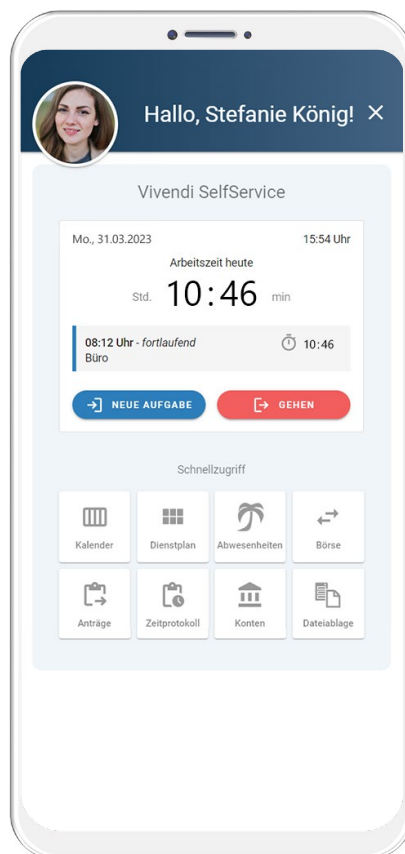 Hallo, Stefanie König!
Vivendi SelfService
Mo., 31.03.2023 15:54 Uhr
Arbeitszeit heute
Std. 10:46 min
08:12 Uhr - fortlaufend 10:46
Büro
NEUE AUFGABE GEHEN
Schnellzugriff
Kalender Dienstplan Abwesenheiten Börse
Anträge Zeitprotokoll Konten Dateiablage